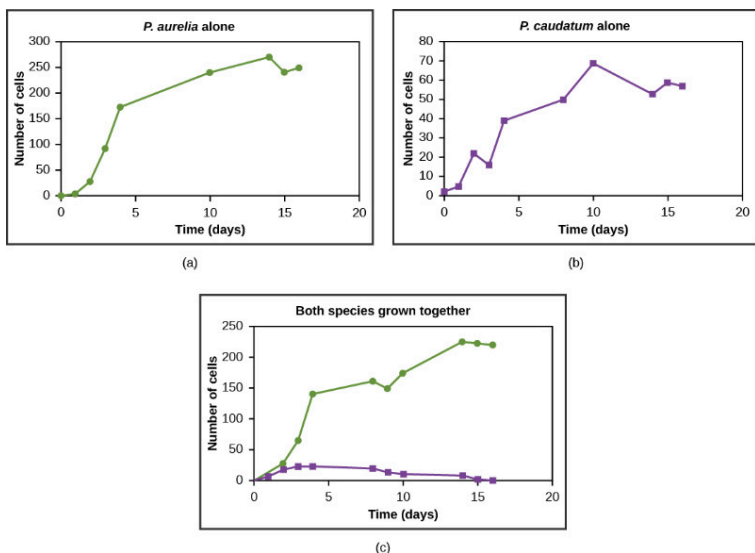 P. aurelia alone
Number of cells
300
250
200
150
100
50
0
0 5 10 15 20
Time (days)
(a)
P. caudatum alone
Number of cells
80
70
60
50
40
30
20
10
0
0 5 10 15 20
Time (days)
(b)
Both species grown together
Number of cells
250
200
150
100
50
0
0 5 10 15 20
Time (days)
(c)